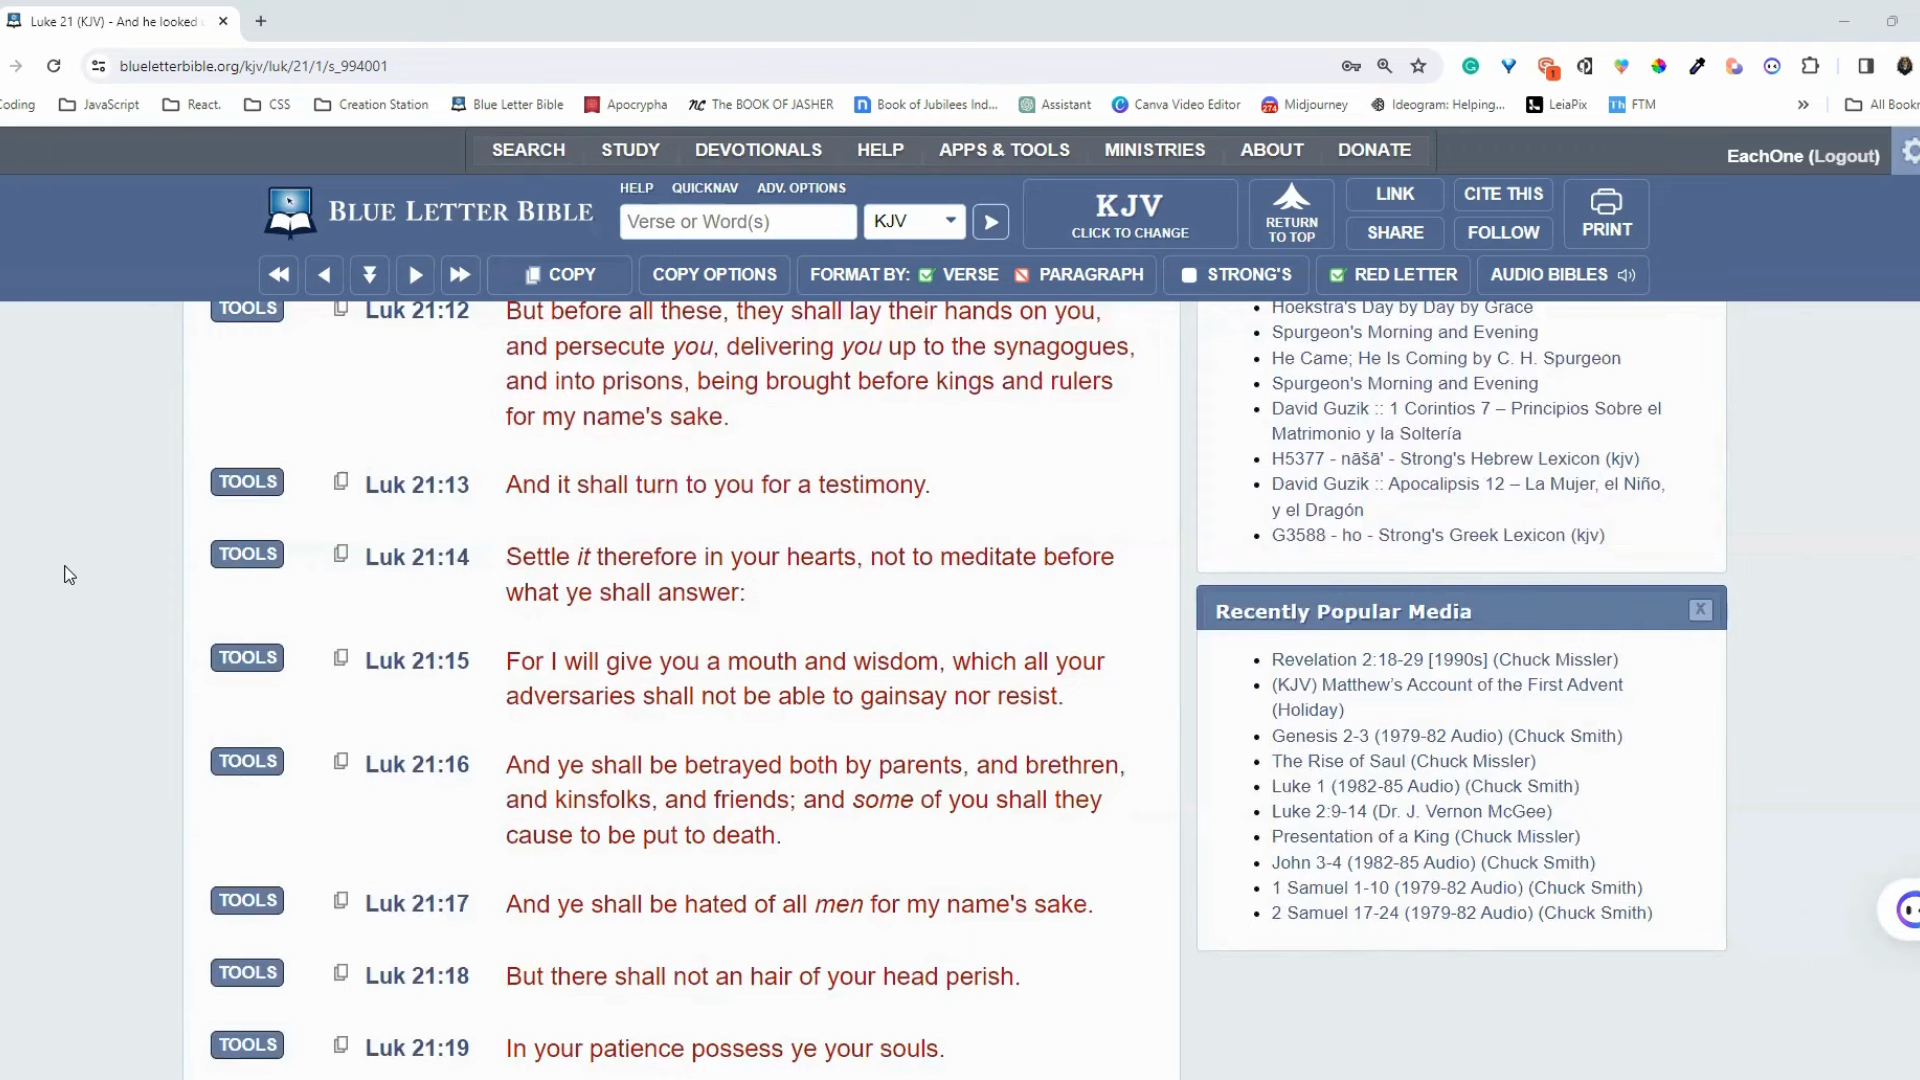 Luke 21 (KJV) - And he looked
blueletterbible.org/kjv/luk/21/1/s_994001
1
Coding
JavaScript
React.
CSS
Creation Station
Blue Letter Bible
Apocrypha
NC The BOOK OF JASHER
Book of Jubilees Ind...
Assistant
Canva Video Editor
274 Midjourney
Ideogram: Helping...
LeiaPix
Th FTM
All Bookm
SEARCH STUDY DEVOTIONALS HELP APPS & TOOLS MINISTRIES ABOUT DONATE
EachOne (Logout)
BLUE LETTER BIBLE
HELP QUICKNAV ADV. OPTIONS
Verse or Word(s)
KJV
KJV
CLICK TO CHANGE
RETURN
TO TOP
LINK
CITE THIS
SHARE
FOLLOW
PRINT
COPY
COPY OPTIONS
FORMAT BY: VERSE PARAGRAPH
STRONG'S
RED LETTER
AUDIO BIBLES
TOOLS Luk 21:12 But before all these, they shall lay their hands on you,
and persecute you, delivering you up to the synagogues,
and into prisons, being brought before kings and rulers
for my name's sake.
TOOLS Luk 21:13 And it shall turn to you for a testimony.
TOOLS Luk 21:14 Settle it therefore in your hearts, not to meditate before
what ye shall answer:
TOOLS Luk 21:15 For I will give you a mouth and wisdom, which all your
adversaries shall not be able to gainsay nor resist.
TOOLS Luk 21:16 And ye shall be betrayed both by parents, and brethren,
and kinsfolks, and friends; and some of you shall they
cause to be put to death.
TOOLS Luk 21:17 And ye shall be hated of all men for my name's sake.
TOOLS Luk 21:18 But there shall not an hair of your head perish.
TOOLS Luk 21:19 In your patience possess ye your souls.
Hoekstra's Day by Day by Grace
Spurgeon's Morning and Evening
He Came; He Is Coming by C. H. Spurgeon
Spurgeon's Morning and Evening
David Guzik :: 1 Corintios 7 – Principios Sobre el
Matrimonio y la Soltería
H5377 - nāšā' - Strong's Hebrew Lexicon (kjv)
David Guzik :: Apocalipsis 12 – La Mujer, el Niño,
y el Dragón
G3588 - ho - Strong's Greek Lexicon (kjv)
Recently Popular Media
X
Revelation 2:18-29 [1990s] (Chuck Missler)
(KJV) Matthew's Account of the First Advent
(Holiday)
Genesis 2-3 (1979-82 Audio) (Chuck Smith)
The Rise of Saul (Chuck Missler)
Luke 1 (1982-85 Audio) (Chuck Smith)
Luke 2:9-14 (Dr. J. Vernon McGee)
Presentation of a King (Chuck Missler)
John 3-4 (1982-85 Audio) (Chuck Smith)
1 Samuel 1-10 (1979-82 Audio) (Chuck Smith)
2 Samuel 17-24 (1979-82 Audio) (Chuck Smith)